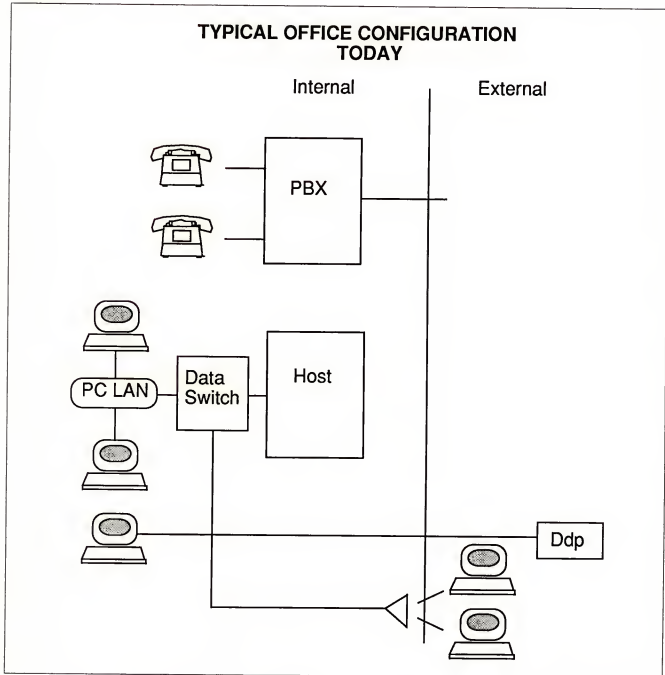 TYPICAL OFFICE CONFIGURATION
TODAY
Internal
External
PBX
PC LAN
Data
Switch
Host
Ddp